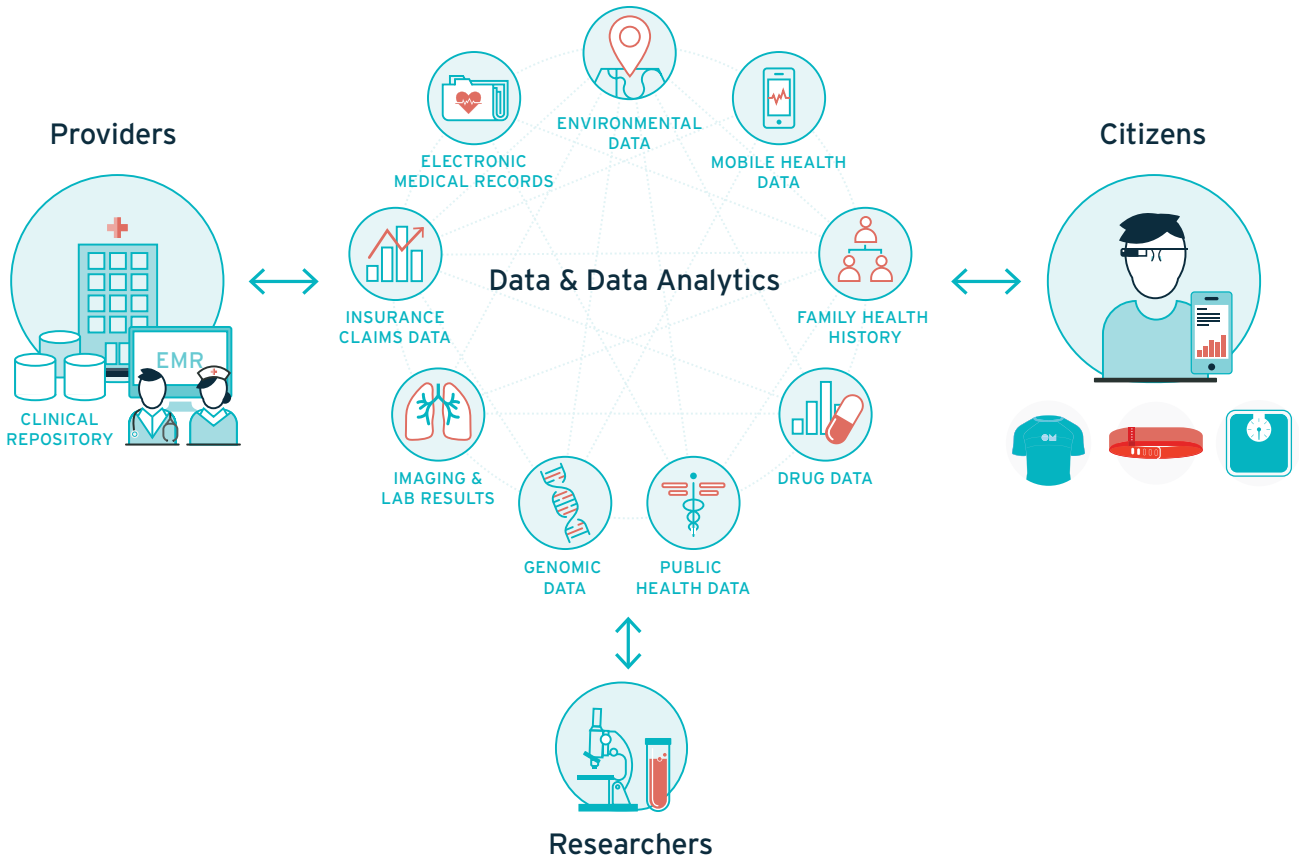 Providers
EMR
CLINICAL
REPOSITORY
ELECTRONIC
MEDICAL RECORDS
ENVIRONMENTAL
DATA
MOBILE HEALTH
DATA
INSURANCE
CLAIMS DATA
Data & Data Analytics
FAMILY HEALTH
HISTORY
IMAGING &
LAB RESULTS
GENOMIC
DATA
PUBLIC
HEALTH DATA
DRUG DATA
Citizens
Researchers